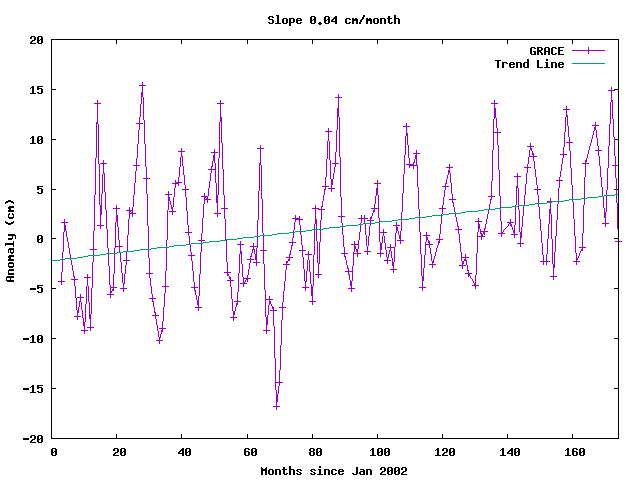 Slope 0.04 cm/month
GRACE
Trend Line
20
15
10
5
0
-5
-10
-15
-20
Anomaly (cm)
0 20 40 60 80 100 120 140 160
Months since Jan 2002